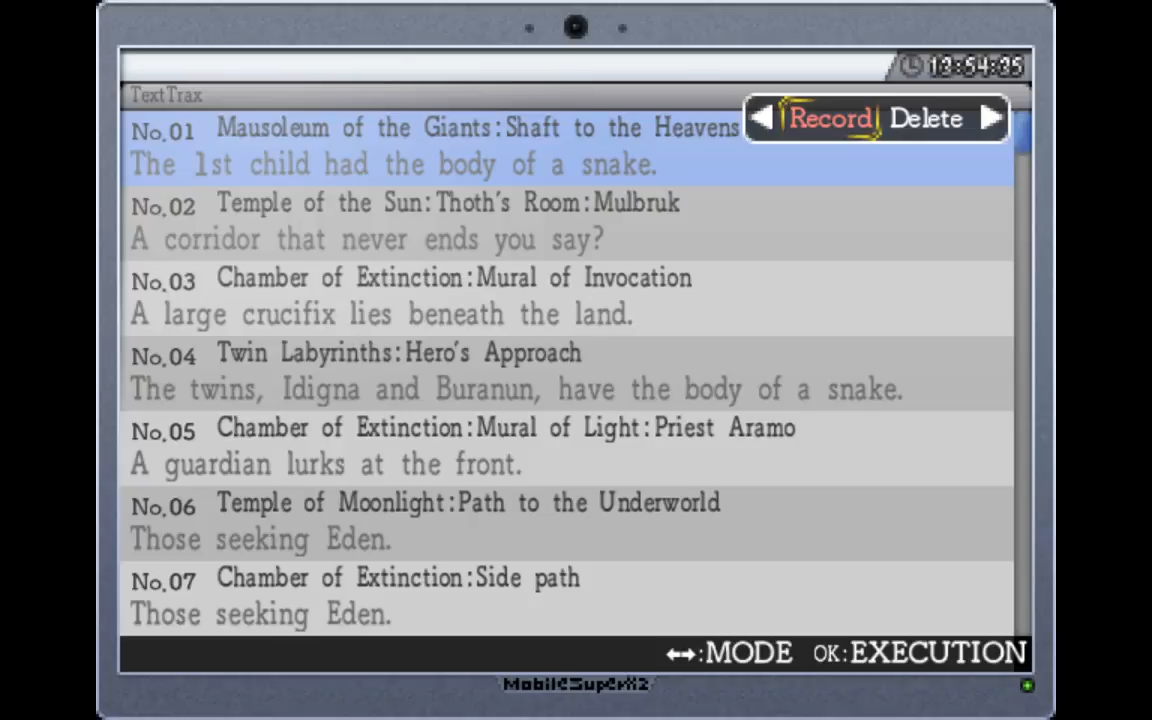 12:54:25
TextTrax
Record Delete
No.01 Mausoleum of the Giants:Shaft to the Heavens
The 1st child had the body of a snake.
No.02 Temple of the Sun:Thoth's Room:Mulbruk
A corridor that never ends you say?
No.03 Chamber of Extinction:Mural of Invocation
A large crucifix lies beneath the land.
No.04 Twin Labyrinths:Hero's Approach
The twins, Idigna and Buranun, have the body of a snake.
No.05 Chamber of Extinction:Mural of Light:Priest Aramo
A guardian lurks at the front.
No.06 Temple of Moonlight:Path to the Underworld
Those seeking Eden.
No.07 Chamber of Extinction:Side path
Those seeking Eden.
↔:MODE OK:EXECUTION
MobileSuperX2